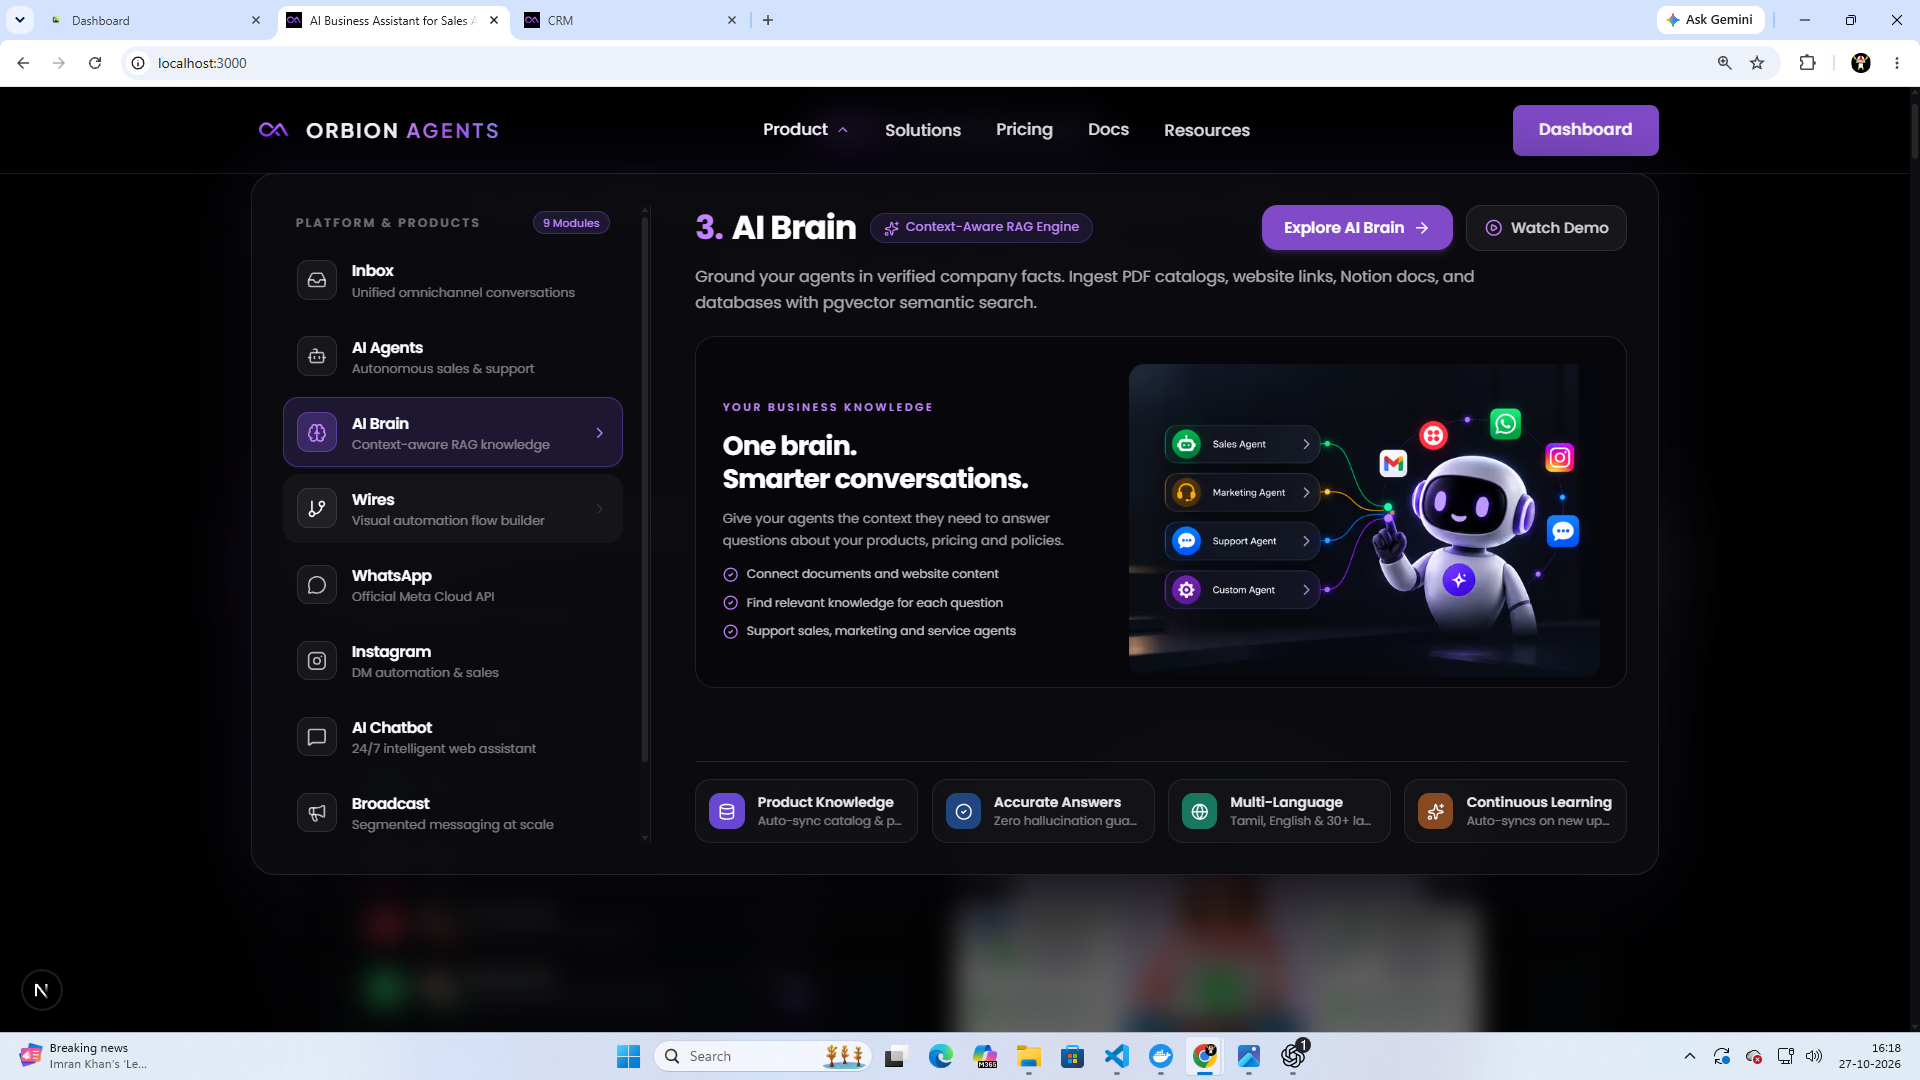 Dashboard
AI Business Assistant for Sales A
CRM
Ask Gemini
localhost:3000
ORBION AGENTS
Product
Solutions
Pricing
Docs
Resources
Dashboard
PLATFORM & PRODUCTS
9 Modules
Inbox
Unified omnichannel conversations
AI Agents
Autonomous sales & support
AI Brain
Context-aware RAG knowledge
Wires
Visual automation flow builder
WhatsApp
Official Meta Cloud API
Instagram
DM automation & sales
AI Chatbot
24/7 intelligent web assistant
Broadcast
Segmented messaging at scale
3. AI Brain
Context-Aware RAG Engine
Explore AI Brain
Watch Demo
Ground your agents in verified company facts. Ingest PDF catalogs, website links, Notion docs, and
databases with pgvector semantic search.
YOUR BUSINESS KNOWLEDGE
One brain.
Smarter conversations.
Give your agents the context they need to answer
questions about your products, pricing and policies.
Connect documents and website content
Find relevant knowledge for each question
Support sales, marketing and service agents
Sales Agent
Marketing Agent
Support Agent
Custom Agent
Product Knowledge
Auto-sync catalog & p...
Accurate Answers
Zero hallucination gua...
Multi-Language
Tamil, English & 30+ la...
Continuous Learning
Auto-syncs on new up...
N
Breaking news
Imran Khan's 'Le...
Search
M365
1
16:18
27-10-2026